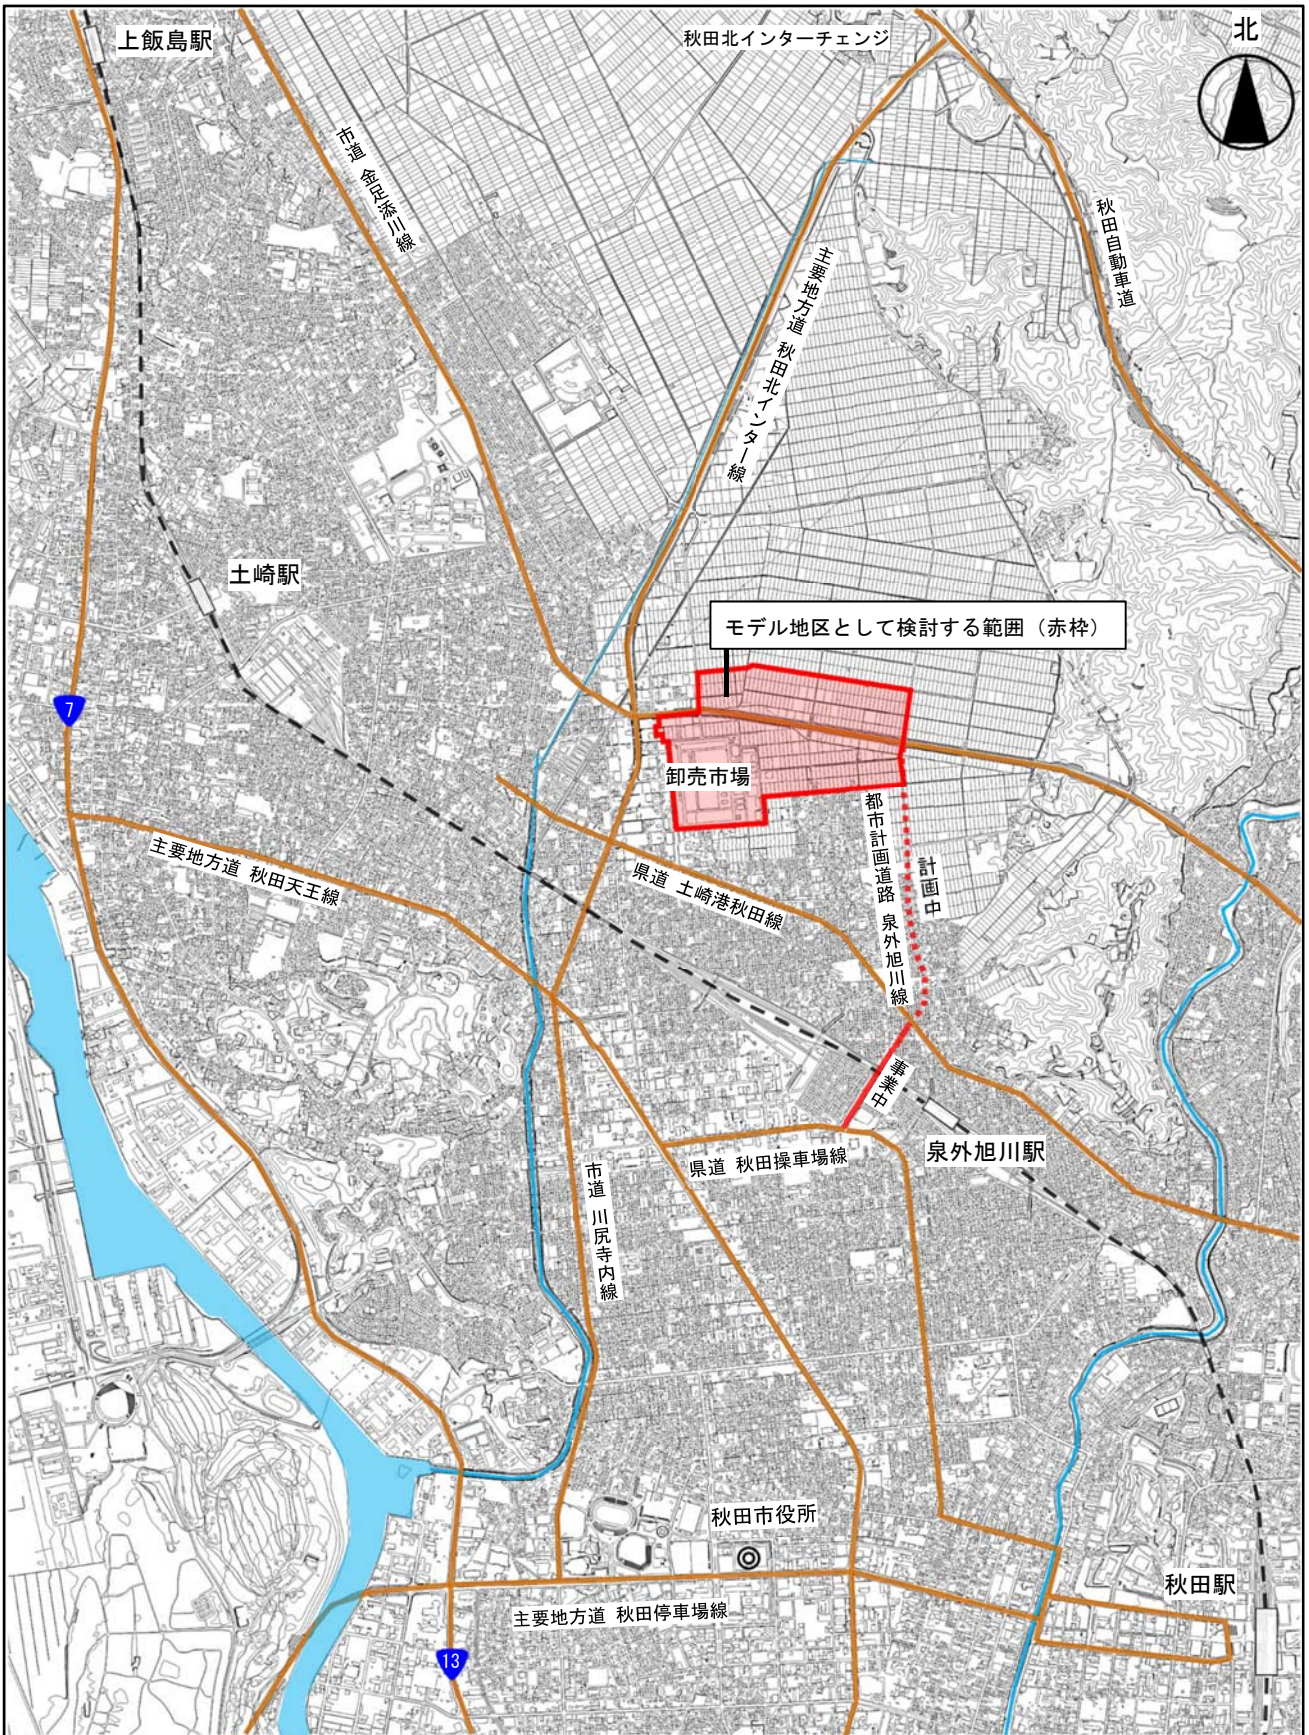 上飯島駅
秋田北インターチェンジ
北
市道 金足添川線
秋田自動車道
主要地方道 秋田北インター線
土崎駅
モデル地区として検討する範囲（赤枠）
7
卸売市場
都市計画道路 泉外旭川線
計画中
主要地方道 秋田天王線
県道 土崎港秋田線
事業中
泉外旭川駅
県道 秋田操車場線
市道 川尻寺内線
秋田市役所
秋田駅
主要地方道 秋田停車場線
13